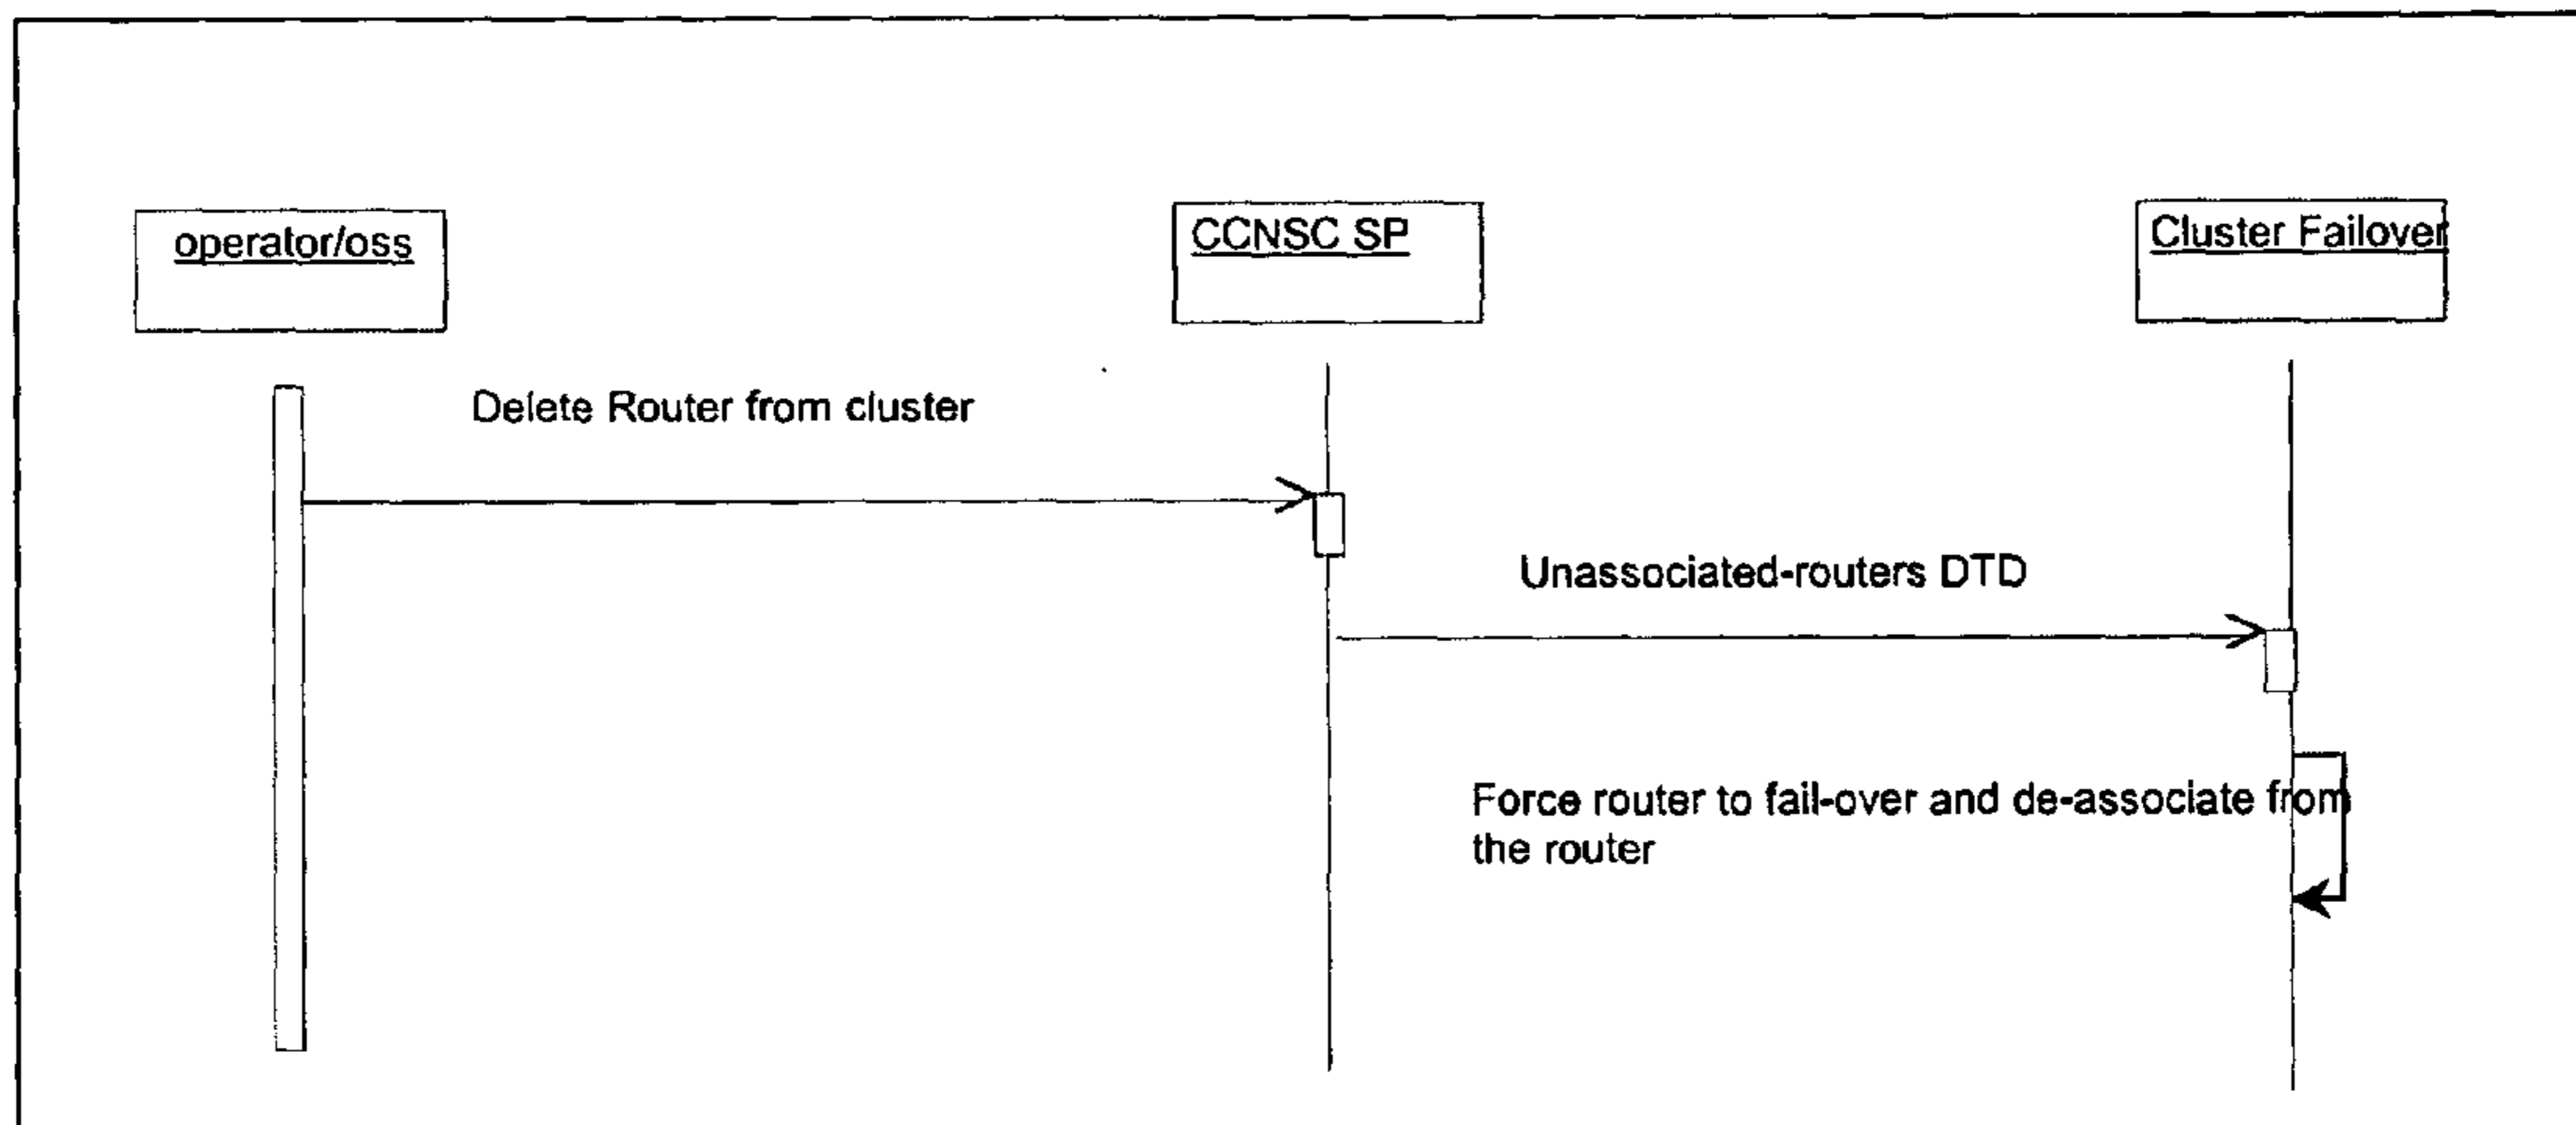 operator/oss
CCNSC SP
Cluster Failover
Delete Router from cluster
Unassociated-routers DTD
Force router to fail-over and de-associate from
the router